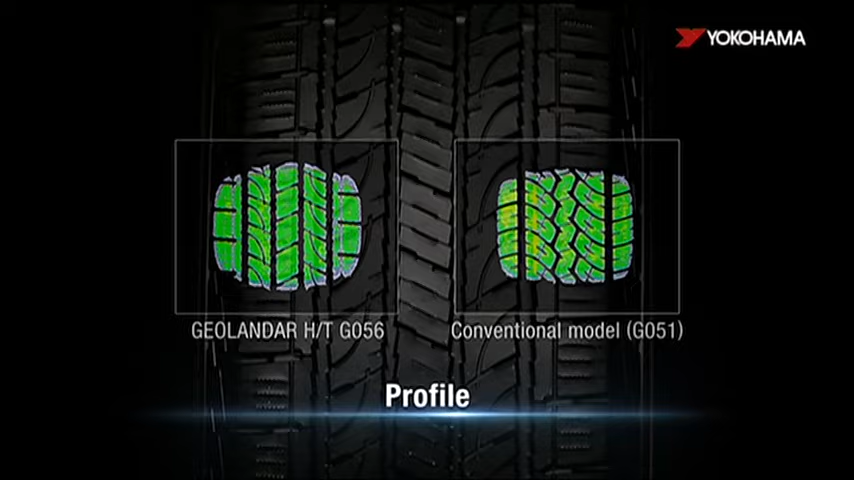 YOKOHAMA
GEOLANDAR H/T G056
Conventional model (G051)
Profile